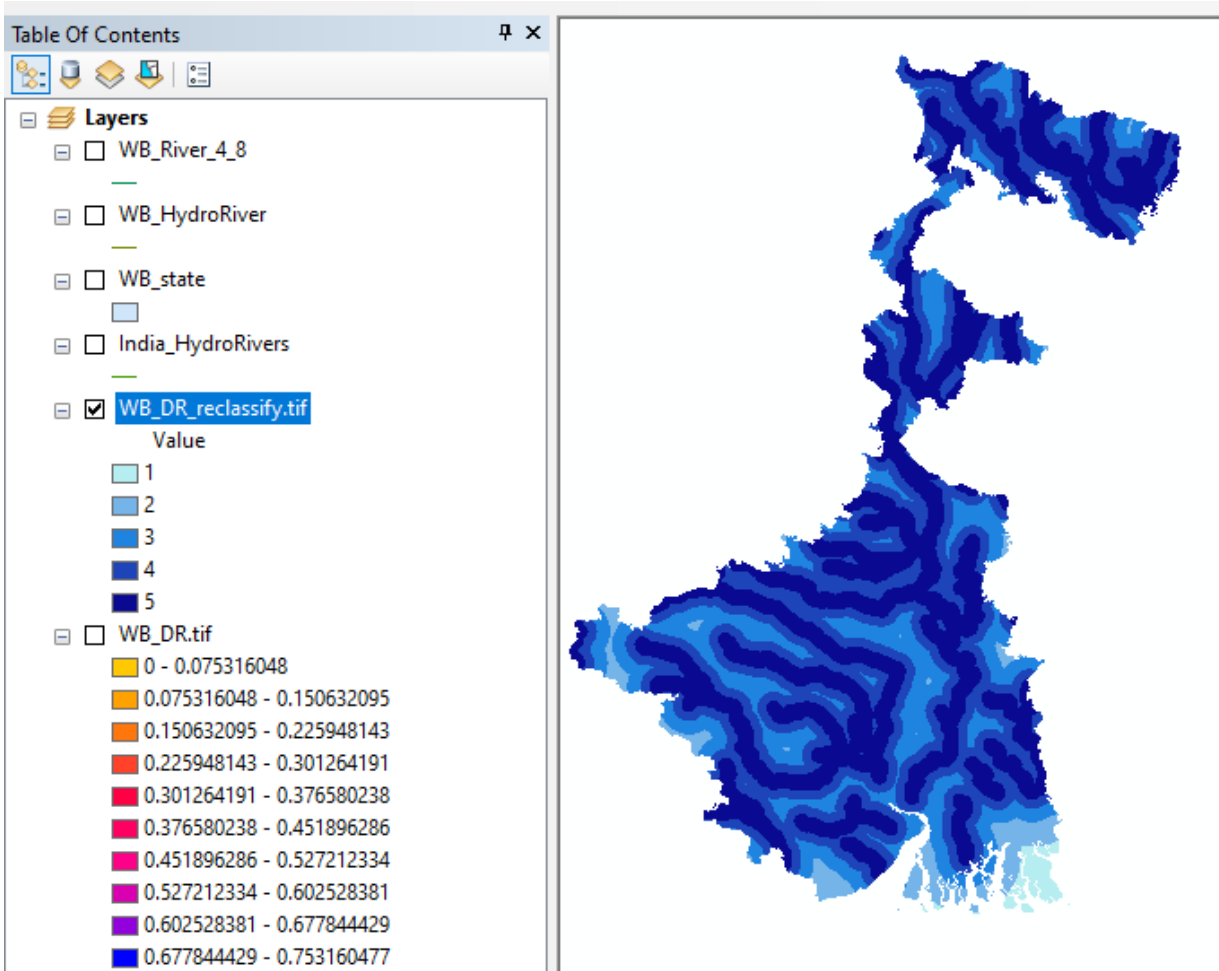 Table Of Contents
Layers
WB_River_4_8
WB_HydroRiver
WB_state
India_HydroRivers
WB_DR_reclassify.tif
Value
1
2
3
4
5
WB_DR.tif
0 - 0.075316048
0.075316048 - 0.150632095
0.150632095 - 0.225948143
0.225948143 - 0.301264191
0.301264191 - 0.376580238
0.376580238 - 0.451896286
0.451896286 - 0.527212334
0.527212334 - 0.602528381
0.602528381 - 0.677844429
0.677844429 - 0.753160477